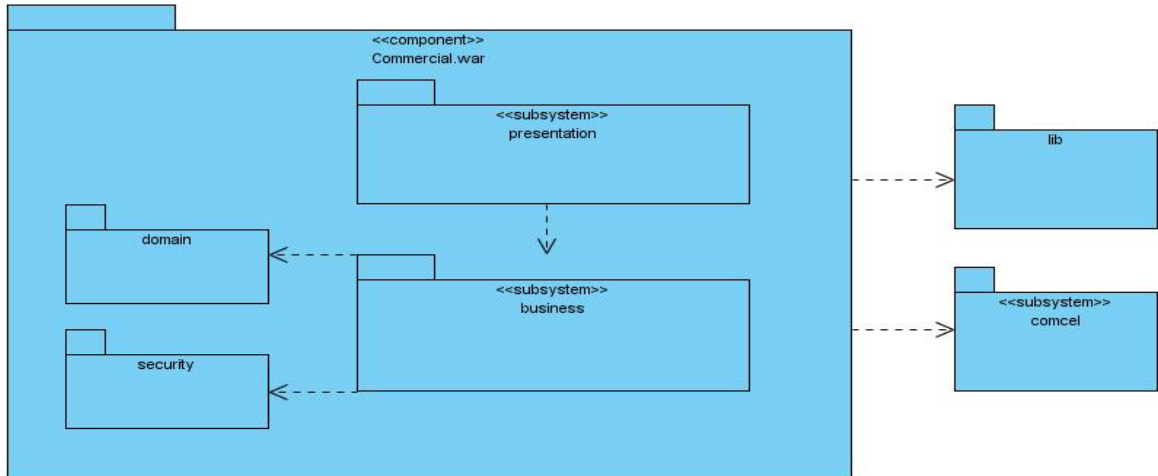 <<component>>
Commercial.war
<<subsystem>>
presentation
lib
domain
<<subsystem>>
business
<<subsystem>>
comcel
security